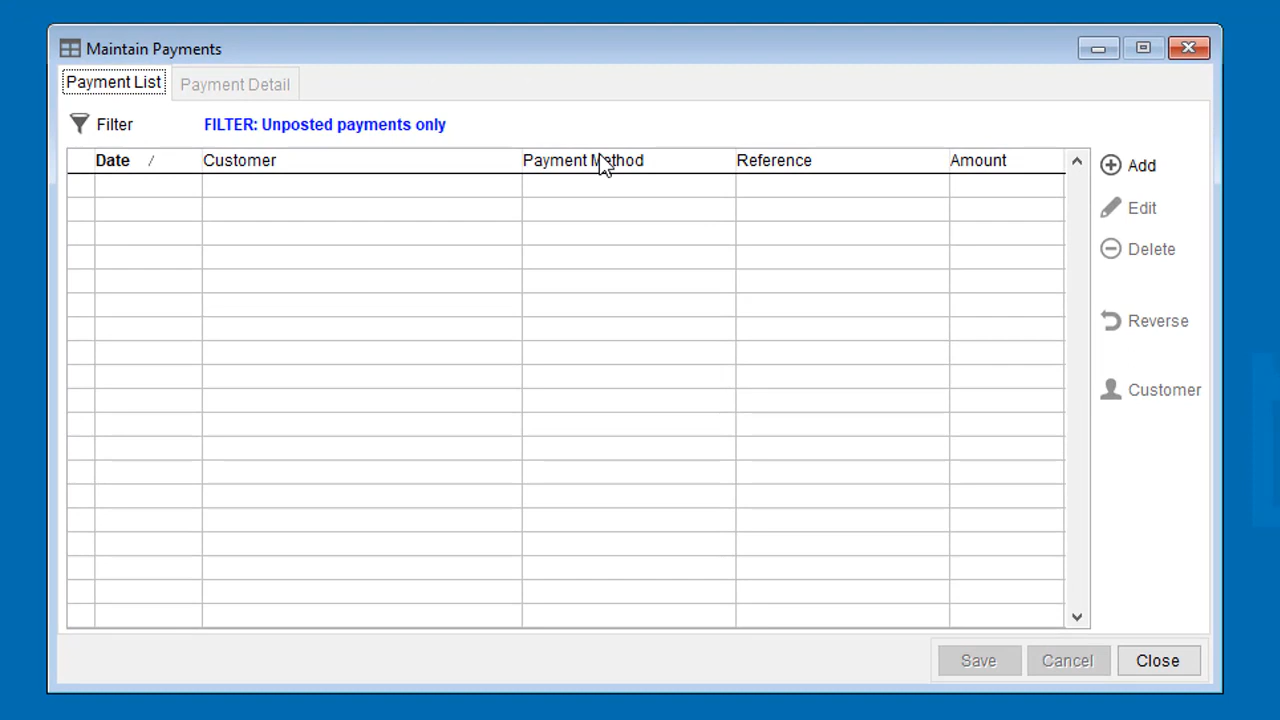 Maintain Payments
Payment List Payment Detail
Filter FILTER: Unposted payments only
Date / Customer Payment Method Reference Amount
Add
Edit
Delete
Reverse
Customer
Save Cancel Close